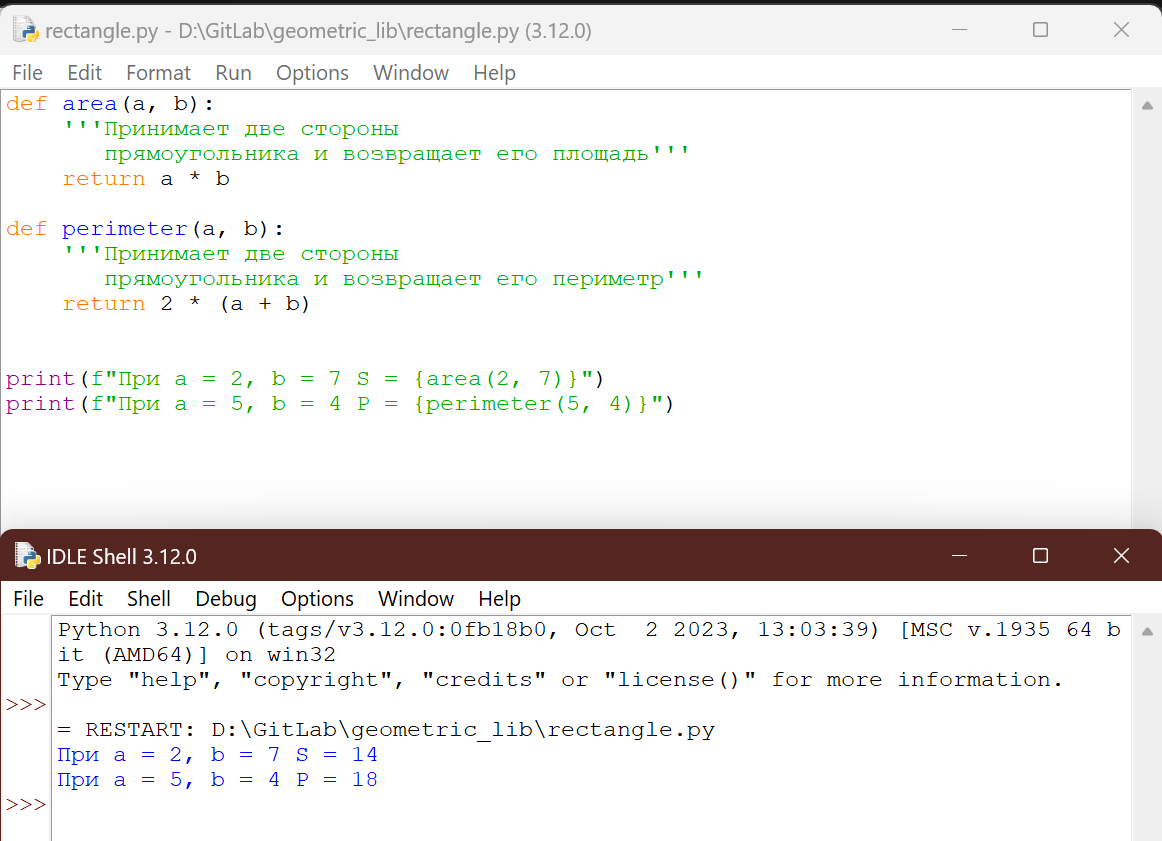 rectangle.py - D:\GitLab\geometric_lib\rectangle.py (3.12.0)
File Edit Format Run Options Window Help
def area(a, b):
    '''Принимает две стороны
       прямоугольника и возвращает его площадь'''
    return a * b

def perimeter(a, b):
    '''Принимает две стороны
       прямоугольника и возвращает его периметр'''
    return 2 * (a + b)


print(f"При a = 2, b = 7 S = {area(2, 7)}")
print(f"При a = 5, b = 4 P = {perimeter(5, 4)}")
IDLE Shell 3.12.0
File Edit Shell Debug Options Window Help
Python 3.12.0 (tags/v3.12.0:0fb18b0, Oct  2 2023, 13:03:39) [MSC v.1935 64 b
it (AMD64)] on win32
Type "help", "copyright", "credits" or "license()" for more information.
>>>
= RESTART: D:\GitLab\geometric_lib\rectangle.py
При a = 2, b = 7 S = 14
При a = 5, b = 4 P = 18
>>>